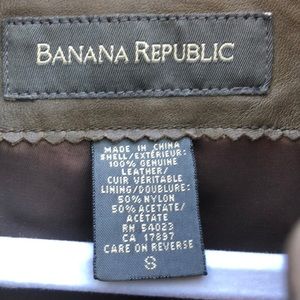 BANANA REPUBLIC
MADE IN CHINA
SHELL/EXTÉRIEUR:
100% GENUINE
LEATHER/
CUIR VÉRITABLE
LINING/DOUBLURE:
50% NYLON
50% ACETATE/
ACÉTATE
RN 54023
CA 17897
CARE ON REVERSE
S